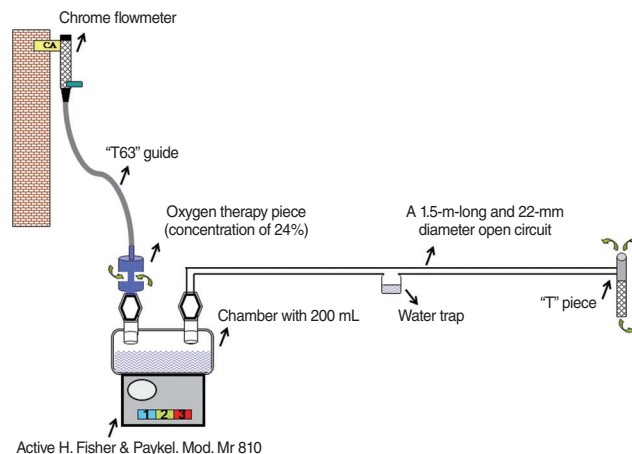 Chrome flowmeter
CA
“T63” guide
Oxygen therapy piece
(concentration of 24%)
A 1.5-m-long and 22-mm
diameter open circuit
“T” piece
Water trap
Chamber with 200 mL
1 2 3
Active H. Fisher & Paykel. Mod. Mr 810